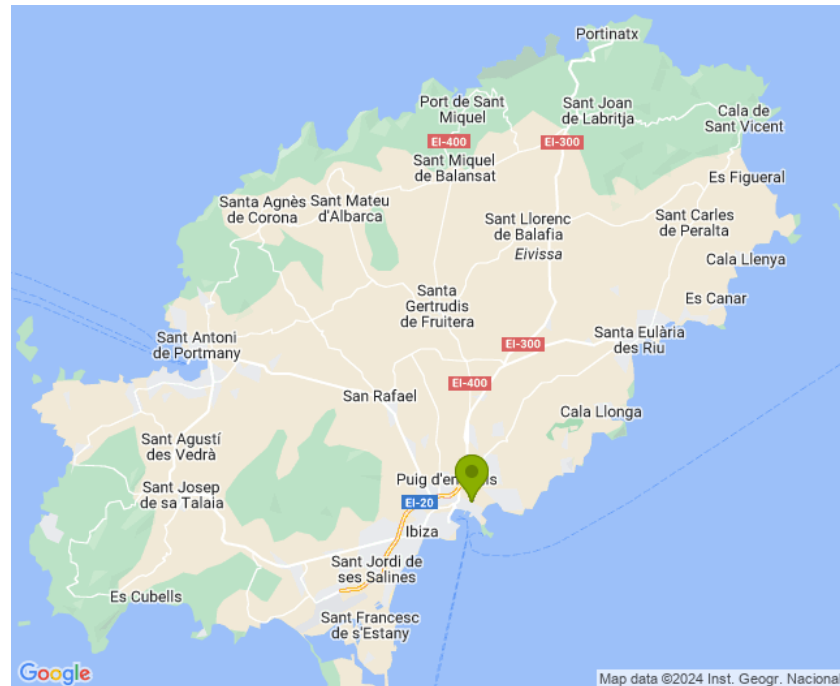 Portinatx
Port de Sant
Miquel
Sant Joan
de Labritja
Cala de
Sant Vicent
EI-400
EI-300
Sant Miquel
de Balansat
Es Figueral
Santa Agnès
de Corona
Sant Mateu
d'Albarca
Sant Llorenc
de Balafia
Eivissa
Sant Carles
de Peralta
Cala Llenya
Santa
Gertrudis
de Fruitera
Es Canar
Sant Antoni
de Portmany
EI-300
Santa Eulària
des Riu
EI-400
San Rafael
Cala Llonga
Sant Agustí
des Vedrà
Sant Josep
de sa Talaia
Puig
EI-20
Ibiza
Sant Jordi de
ses Salines
Es Cubells
Sant Francesc
de s'Estany
Google
Map data ©2024 Inst. Geogr. Nacional